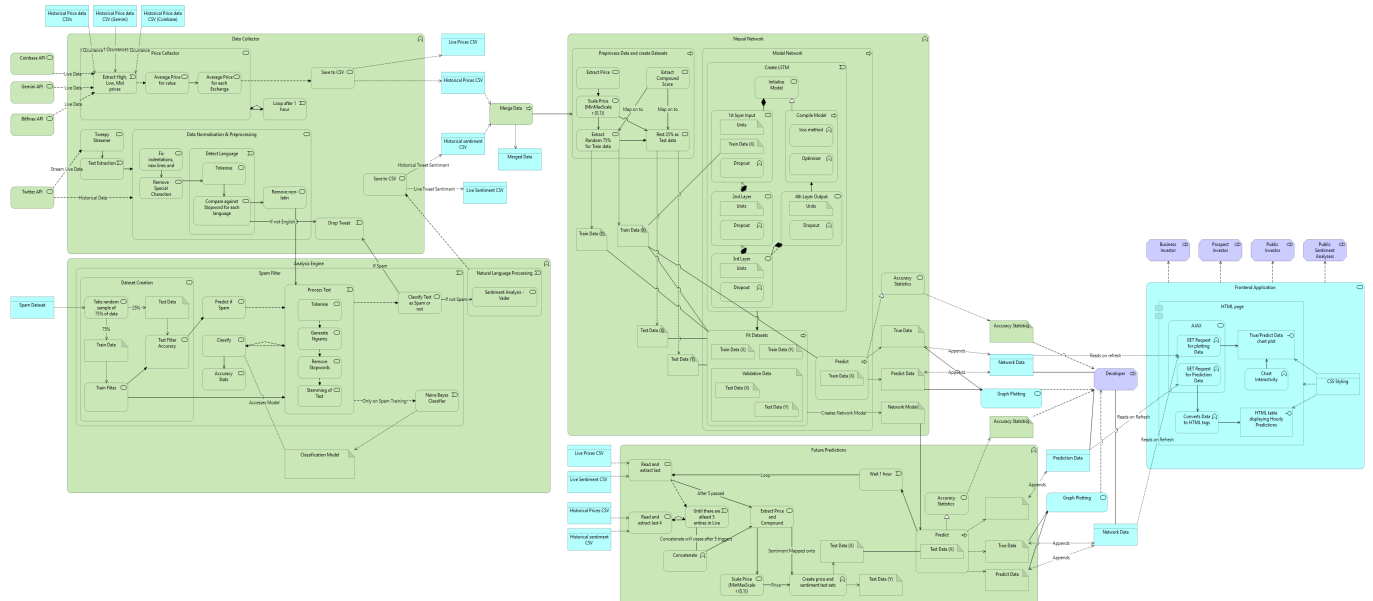 Historical Price data
CSVs
Historical Price data
CSV (Gemini)
Historical Price data
CSV (Coinbase)
Data Collector
Price Collector
Coinbase API
Gemini API
Bitfinex API
Live Data
Live Data
Live Data
Extract High,
Low, Mid
prices
Average Price
for value
Average Price
for each
Exchange
Save to CSV
Loop after 1
hour
Live Prices CSV
Historical Prices CSV
Historical sentiment
CSV
Merge Data
Merged Data
Live Sentiment CSV
Historical Tweet Sentiment
Live Tweet Sentiment
Save to CSV
Tweepy
Streamer
Text Extraction
Twitter API
Stream Live Data
Historical Data
Data Normalisation & Preprocessing
Fix
indentations,
new lines and
Remove
Special
Characters
Detect Language
Tokenise
Compare against
Stopword for each
language
Remove non-
latin
If not English
Drop Tweet
Analysis Engine
If Spam
Spam Filter
Spam Dataset
Dataset Creation
Take random
sample of
75% of data
25%
75%
Test Data
Train Data
Test Filter
Accuracy
Train Filter
Predict if
Spam
Classify
Accuracy
Stats
Process Text
Tokenise
Generate
Ngrams
Remove
Stopwords
Stemming of
Text
Classify Text
as Spam or
not
If not Spam
Natural Language Processing
Sentiment Analysis -
Vader
Accesses Model
Only on Spam Training
Naive Bayes
Classifier
Classification Model
Neural Network
Preprocess Data and create Datasets
Extract Price
Extract
Compound
Score
Scale Price
(MinMaxScale
r (0,1))
Map on to
Map on to
Extract
Random 75%
for Train data
Rest 25% as
Test data
Train Data (Y)
Train Data (X)
Test Data (X)
Test Data (Y)
Model Network
Create LSTM
Initialise
Model
1st layer Input
Units
Train Data (X)
Dropout
2nd Layer
Units
Dropout
3rd Layer
Units
Dropout
Compile Model
loss method
Optimiser
4th Layer Output
Units
Dropout
Fit Datasets
Train Data (X)
Train Data (Y)
Validation Data
Test Data (X)
Test Data (Y)
Predict
Train Data (X)
Creates Network Model
Accuracy
Statistics
True Data
Predict Data
Network Model
Accuracy Statistics
Appends
Appends
Network Data
Graph Plotting
Accuracy Statistics
Developer
Reads on refresh
Reads on Refresh
Reads on Refresh
Prediction Data
Graph Plotting
Network Data
Future Predictions
Live Prices CSV
Live Sentiment CSV
Historical Prices CSV
Historical sentiment
CSV
Read and
extract last
Read and
extract last 4
Loop
Wait 1 hour
After 5 passed
Until there are
atleast 5
entires in Live
Extract Price
and
Compound
Concatenate will cease after 5 triggers
Concatenate
Sentiment Mapped onto
Scale Price
(MinMaxScale
r (0,1))
Price
Create price and
sentiment test sets
Test Data (X)
Test Data (Y)
Accuracy
Statistics
Predict
Test Data (X)
True Data
Predict Data
Appends
Appends
Appends
Business
Investor
Prospect
Investor
Public
Investor
Public
Sentiment
Analysers
Frontend Application
HTML page
AJAX
GET Request
for plotting
Data
GET Request
for Prediction
Data
Converts Data
to HTML tags
True/Predict Data
chart plot
Chart
Interactivity
HTML table
displaying Hourly
Predictions
CSS Styling